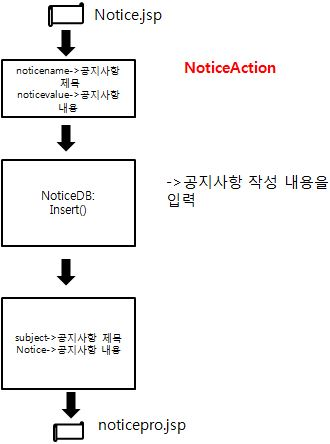 Notice.jsp
noticename->공지사항
제목
noticevalue->공지사항
내용
NoticeAction
NoticeDB:
Insert()
->공지사항 작성 내용을
입력
subject->공지사항 제목
Notice->공지사항 내용
noticepro.jsp